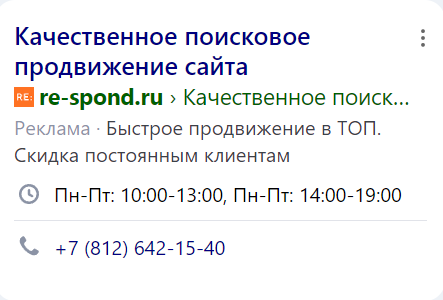 Качественное поисковое
продвижение сайта
RE: re-spond.ru › Качественное поиск...
Реклама · Быстрое продвижение в ТОП.
Скидка постоянным клиентам
Пн-Пт: 10:00-13:00, Пн-Пт: 14:00-19:00
+7 (812) 642-15-40